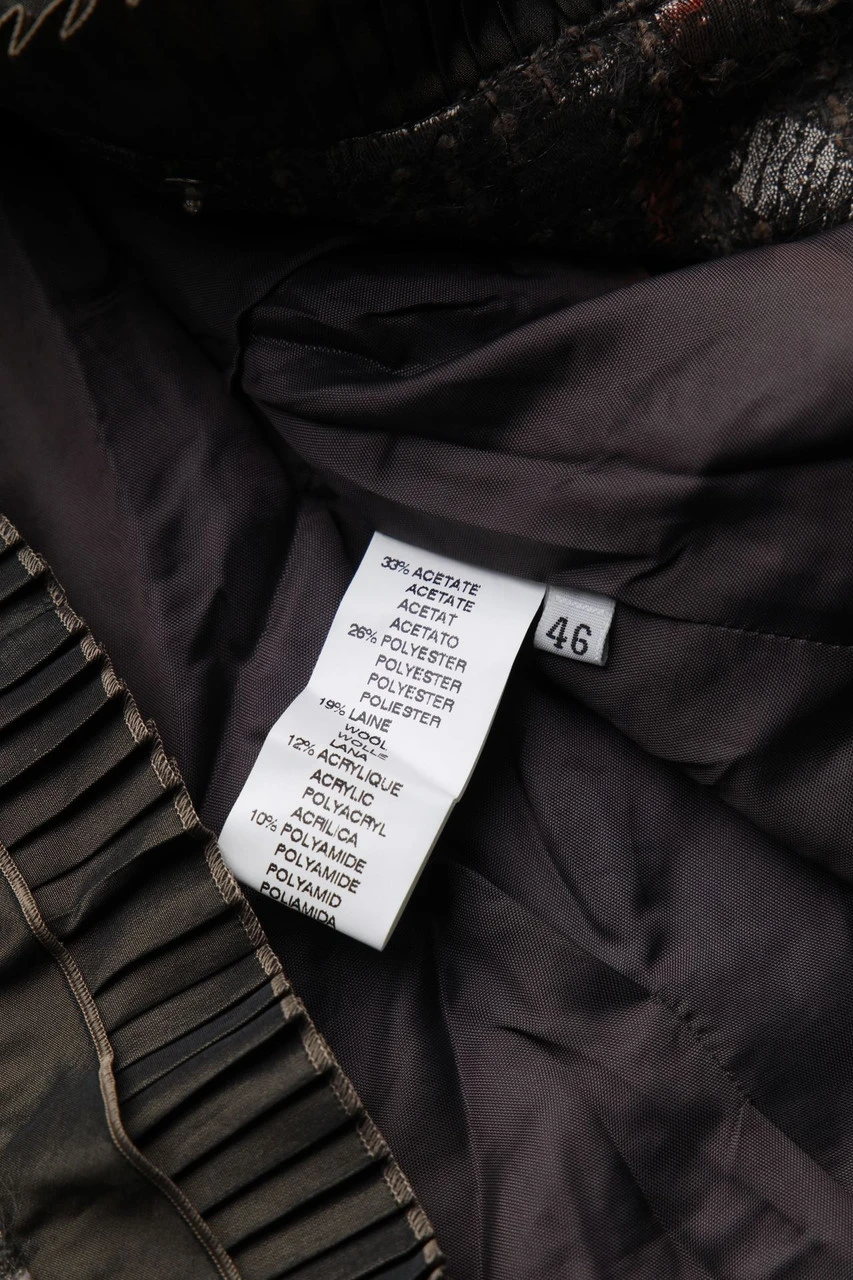 33% ACETATE
ACETATE
ACETAT
ACETATO
26% POLYESTER
POLYESTER
POLYESTER
POLIESTER
19% LAINE
WOOL
WOLLE
LANA
12% ACRYLIQUE
ACRYLIC
POLYACRYL
ACRILICA
10% POLYAMIDE
POLYAMIDE
POLYAMID
POLIAMIDA
46